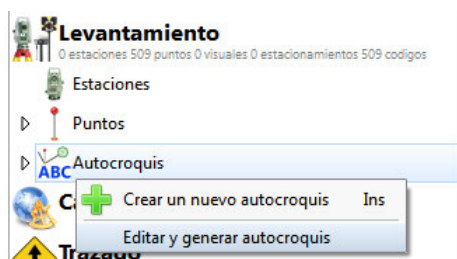 Levantamiento
0 estaciones 509 puntos 0 visuales 0 estacionamientos 509 codigos
Estaciones
Puntos
ABC Autocroquis
Crear un nuevo autocroquis Ins
Editar y generar autocroquis
Trazado